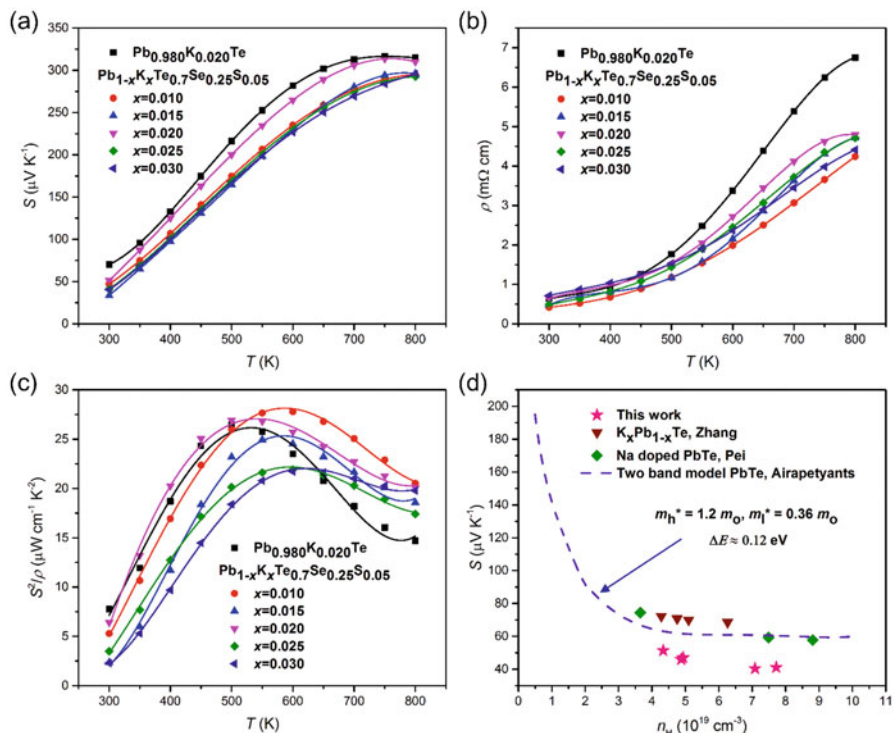 (a)
350
300
250
200
150
100
50
0
S (μV K⁻¹)
Pb₀.₉₈₀K₀.₀₂₀Te
Pb₁₋ₓKₓTe₀.₇Se₀.₂₅S₀.₀₅
x=0.010
x=0.015
x=0.020
x=0.025
x=0.030
300 400 500 600 700 800
T (K)
(b)
7
6
5
4
3
2
1
0
ρ (mΩ cm)
Pb₀.₉₈₀K₀.₀₂₀Te
Pb₁₋ₓKₓTe₀.₇Se₀.₂₅S₀.₀₅
x=0.010
x=0.015
x=0.020
x=0.025
x=0.030
300 400 500 600 700 800
T (K)
(c)
30
25
20
15
10
5
0
S²/ρ (μW cm⁻¹ K⁻²)
Pb₀.₉₈₀K₀.₀₂₀Te
Pb₁₋ₓKₓTe₀.₇Se₀.₂₅S₀.₀₅
x=0.010
x=0.015
x=0.020
x=0.025
x=0.030
300 400 500 600 700 800
T (K)
(d)
200
180
160
140
120
100
80
60
40
S (μV K⁻¹)
This work
KₓPb₁₋ₓTe, Zhang
Na doped PbTe, Pei
Two band model PbTe, Airapetyants
mₕ* = 1.2 mₒ, mₗ* = 0.36 mₒ
ΔE ≈ 0.12 eV
0 1 2 3 4 5 6 7 8 9 10 11
(10¹⁹ cm⁻³)